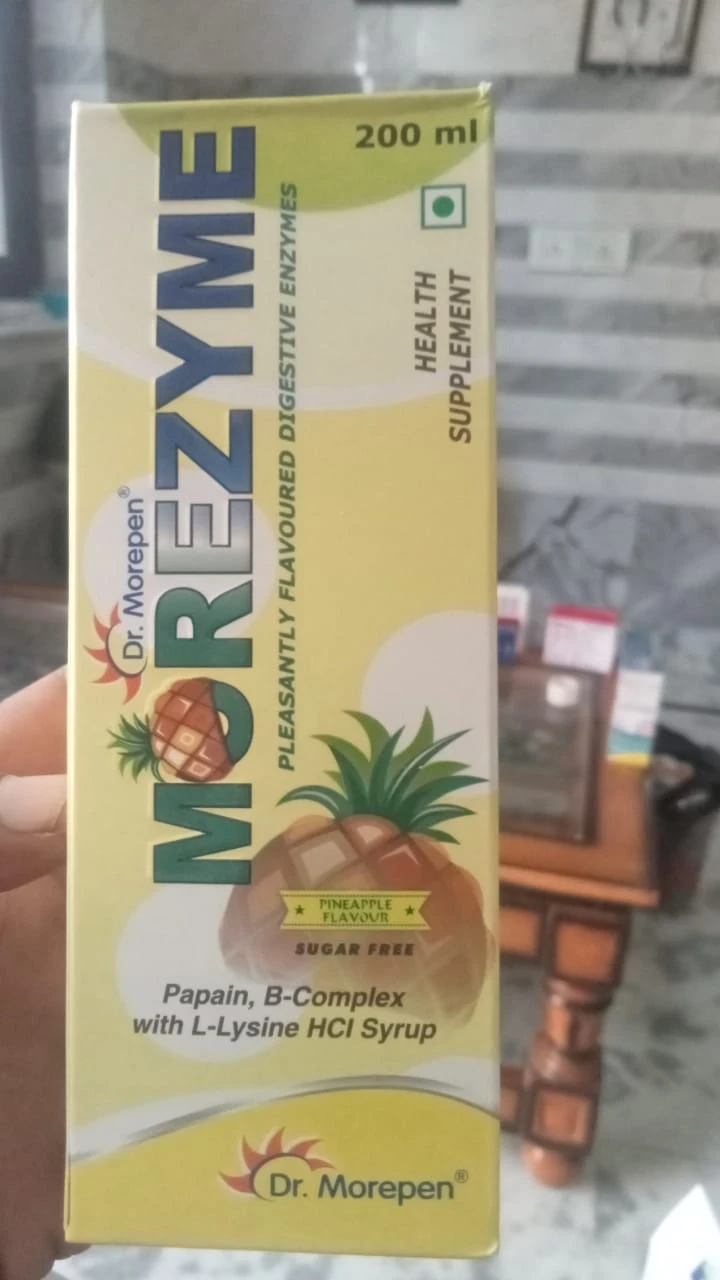 200 ml
HEALTH
SUPPLEMENT
Dr. Morepen®
MOREZYME
PLEASANTLY FLAVOURED DIGESTIVE ENZYMES
PINEAPPLE
FLAVOUR
SUGAR FREE
Papain, B-Complex
with L-Lysine HCl Syrup
Dr. Morepen®